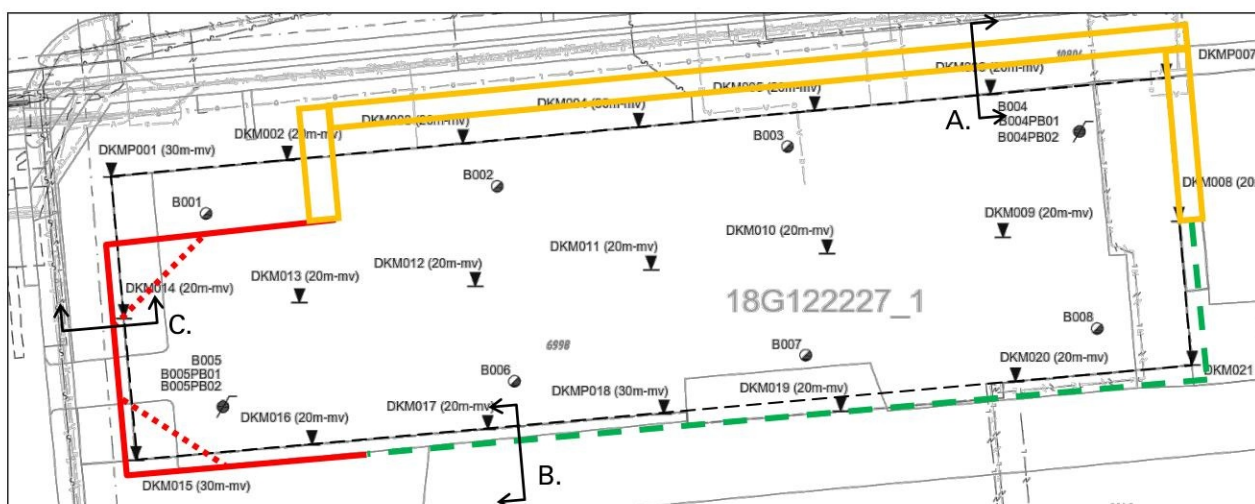 DKMP007
A.
DKM002 (20m-mv)
B004
B004PB01
B004PB02
B003
DKMP001 (30m-mv)
B002
DKM008 (20
B001
DKM009 (20m-mv)
DKM010 (20m-mv)
DKM011 (20m-mv)
DKM012 (20m-mv)
DKM013 (20m-mv)
DKM014 (20m-mv)
18G122227_1
C.
B008
6998
B007
B005
B005PB01
B005PB02
B006
DKM020 (20m-mv)
DKM021
DKMP018 (30m-mv)
DKM019 (20m-mv)
DKM017 (20m-mv)
DKM016 (20m-mv)
B.
DKM015 (30m-mv)